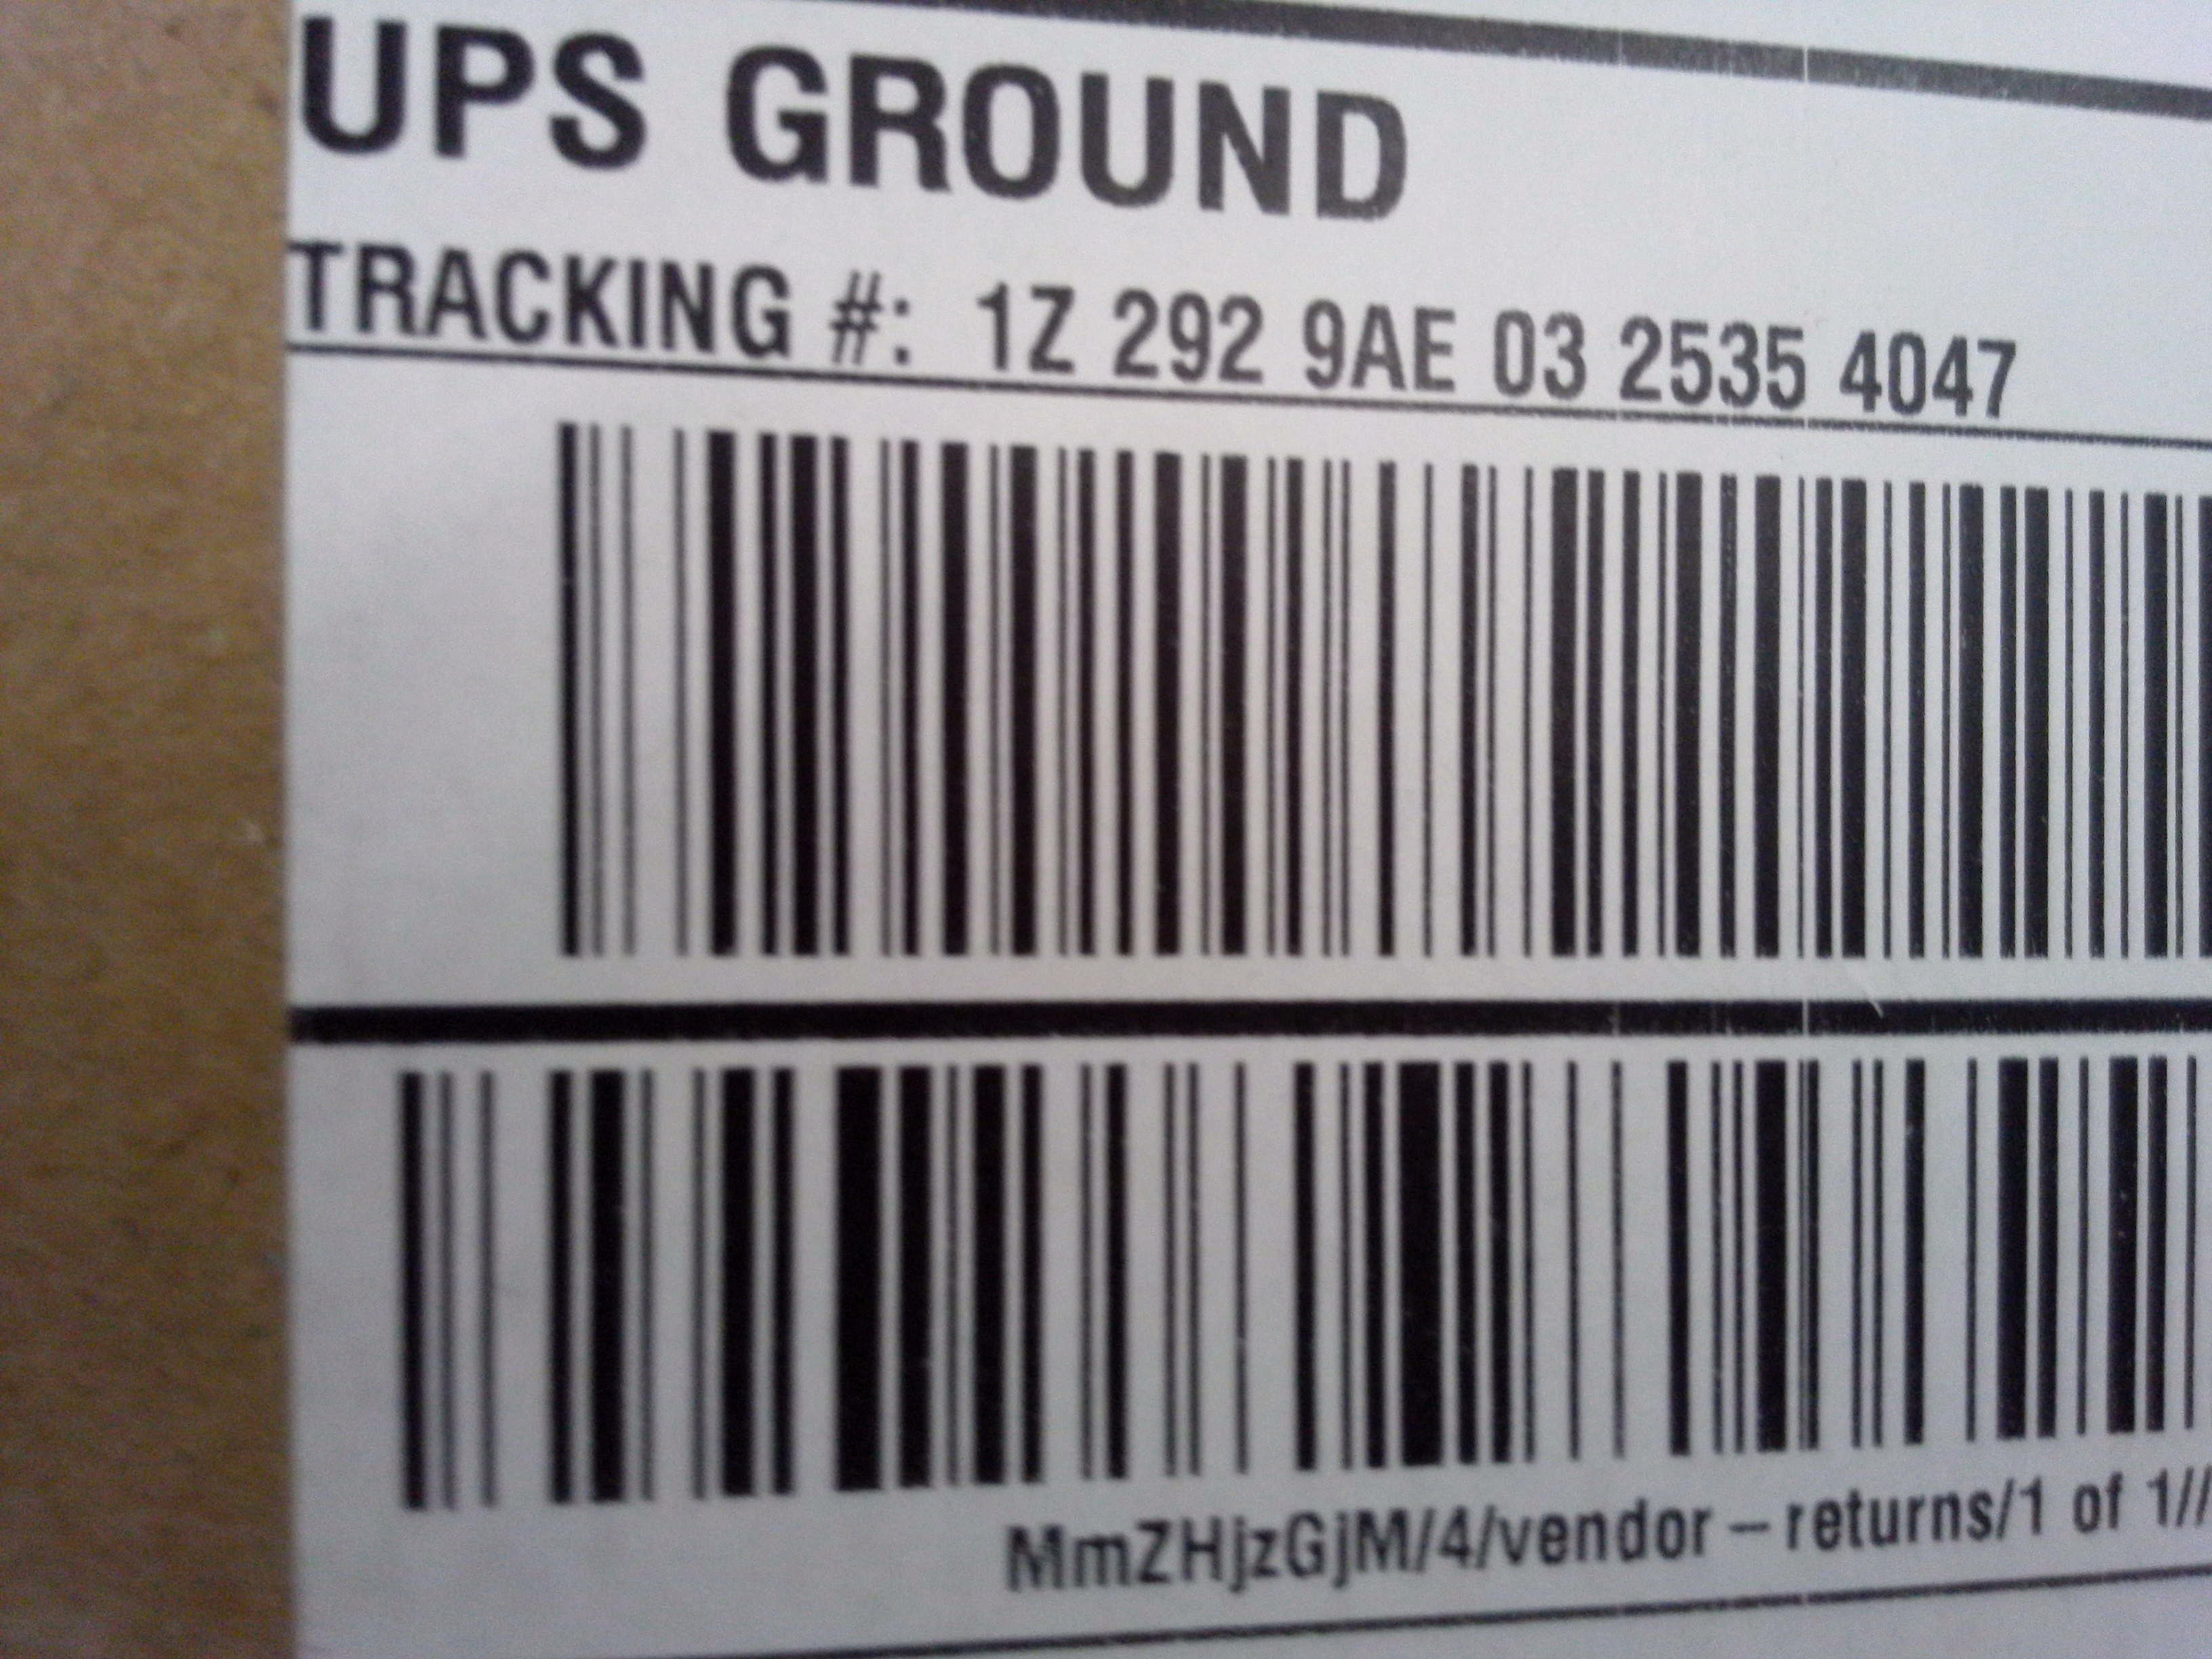 UPS GROUND
TRACKING #: 1Z 292 9AE 03 2535 4047
MmZHjzGjM/4/vendor – returns/1 of 1//